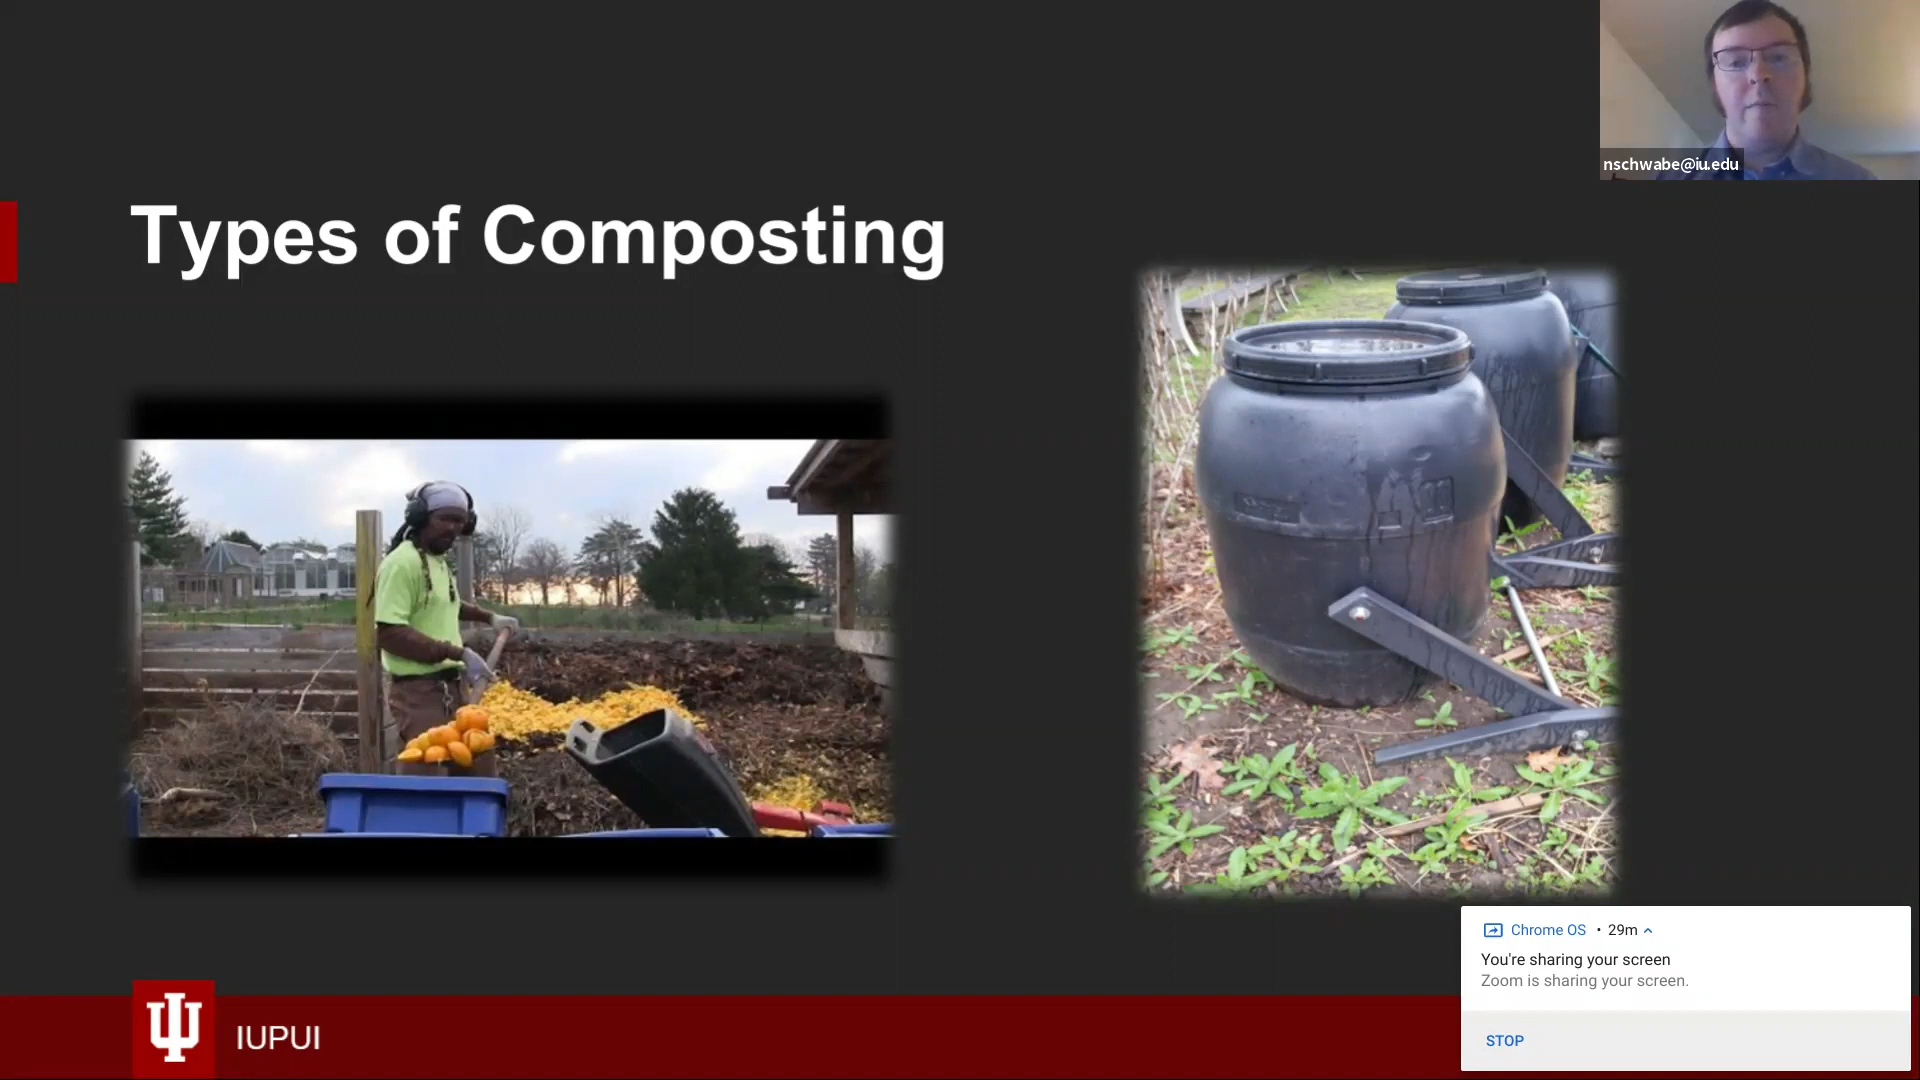 nschwabe@iu.edu
Types of Composting
Chrome OS • 29m
You're sharing your screen
Zoom is sharing your screen.
STOP
IUPUI